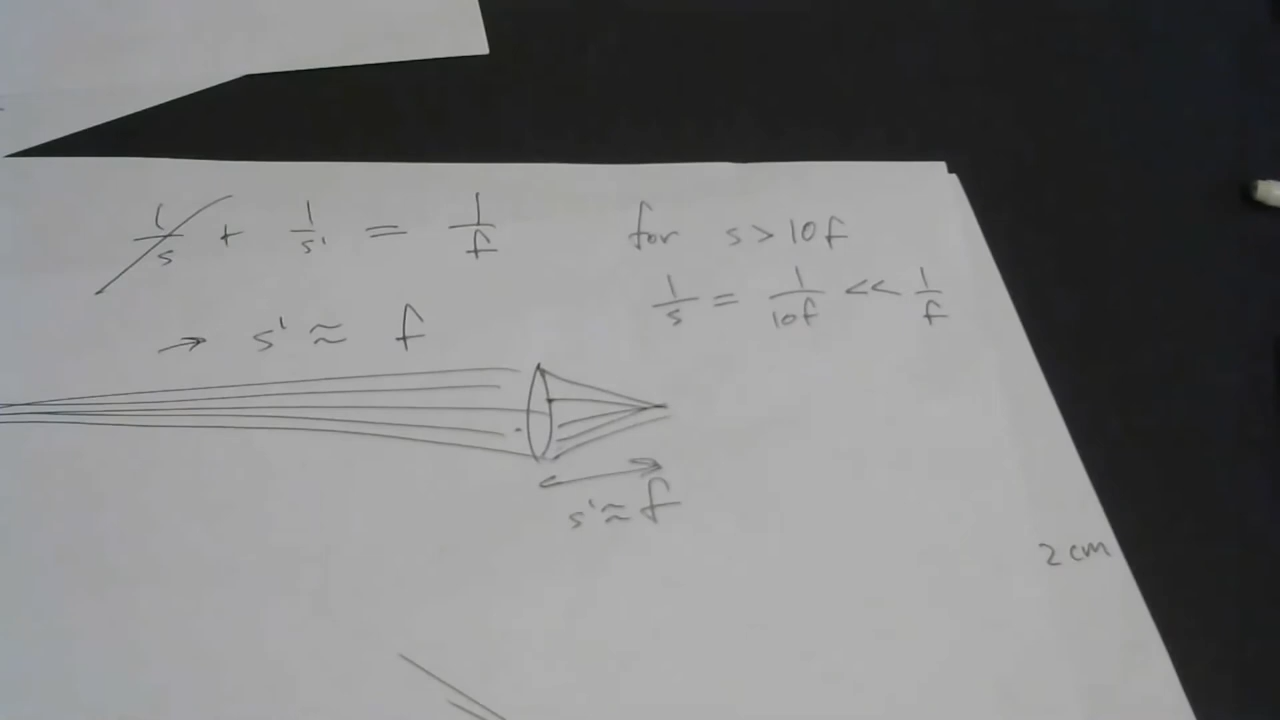 1/s + 1/s' = 1/f
for s > 10f
1/s = 1/10f << 1/f
→ s' ≈ f
s' ≈ f
2 cm